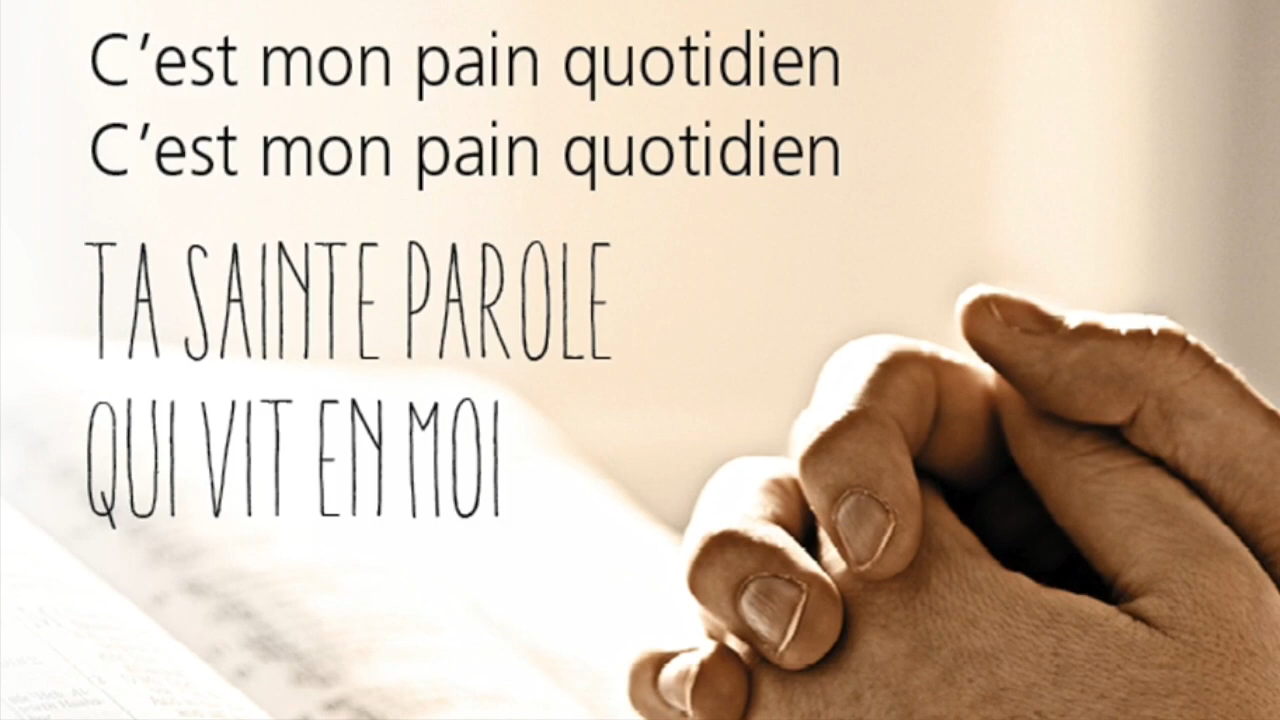 C'est mon pain quotidien
C'est mon pain quotidien
TA SAINTE PAROLE
QUI VIT EN MOI